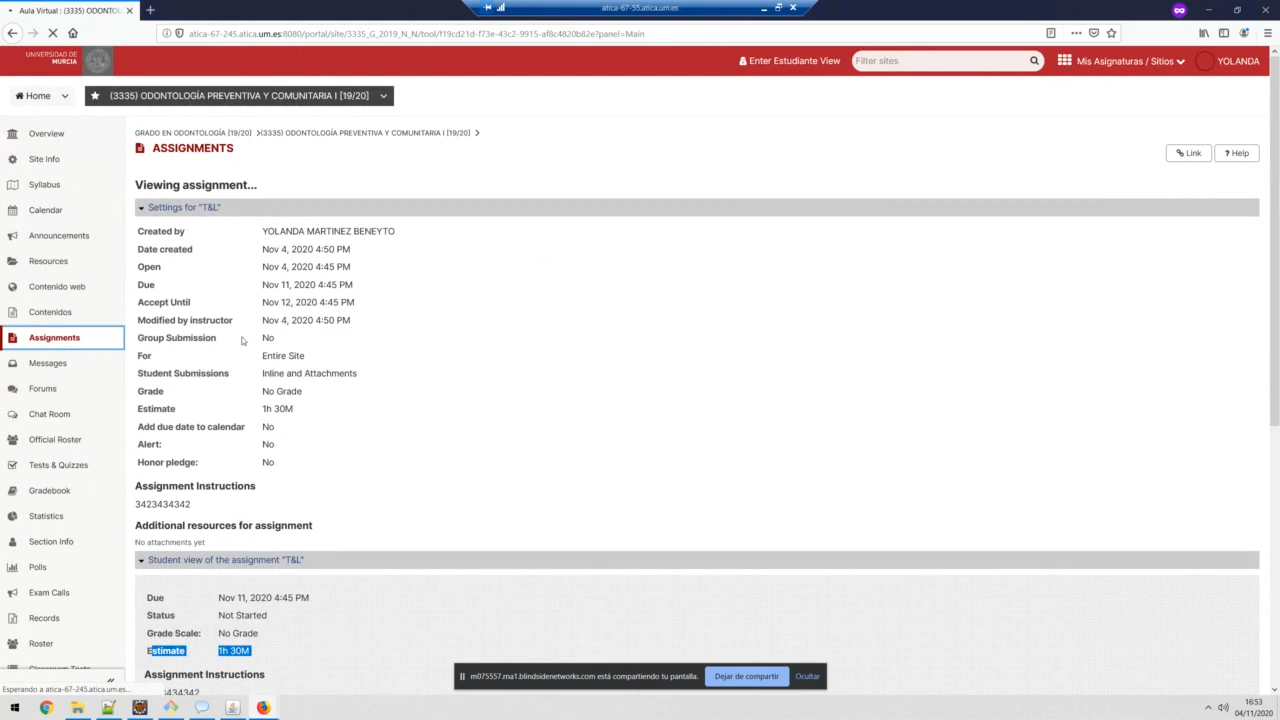 Aula Virtual : (3335) ODONTOL
atica-67-55.atica.um.es
atica-67-245.atica.um.es:8080/portal/site/3335_G_2019_N_N/tool/f19cd21d-f73e-43c2-9915-af8c4820b82e?panel=Main
UNIVERSIDAD DE MURCIA
Enter Estudiante View
Filter sites
Mis Asignaturas / Sitios
YOLANDA
Home
(3335) ODONTOLOGÍA PREVENTIVA Y COMUNITARIA I [19/20]
Overview
Site Info
Syllabus
Calendar
Announcements
Resources
Contenido web
Contenidos
Assignments
Messages
Forums
Chat Room
Official Roster
Tests & Quizzes
Gradebook
Statistics
Section Info
Polls
Exam Calls
Records
Roster
GRADO EN ODONTOLOGÍA [19/20] >(3335) ODONTOLOGÍA PREVENTIVA Y COMUNITARIA I [19/20] >
ASSIGNMENTS
Link
? Help
Viewing assignment...
Settings for "T&L"
Created by YOLANDA MARTINEZ BENEYTO
Date created Nov 4, 2020 4:50 PM
Open Nov 4, 2020 4:45 PM
Due Nov 11, 2020 4:45 PM
Accept Until Nov 12, 2020 4:45 PM
Modified by instructor Nov 4, 2020 4:50 PM
Group Submission No
For Entire Site
Student Submissions Inline and Attachments
Grade No Grade
Estimate 1h 30M
Add due date to calendar No
Alert: No
Honor pledge: No
Assignment Instructions
3423434342
Additional resources for assignment
No attachments yet
Student view of the assignment "T&L"
Due Nov 11, 2020 4:45 PM
Status Not Started
Grade Scale: No Grade
Estimate 1h 30M
Assignment Instructions
m075557.rna1.blindsidenetworks.com está compartiendo tu pantalla.
Dejar de compartir
Ocultar
Esperando a atica-67-245.atica.um.es...
16:53
04/11/2020